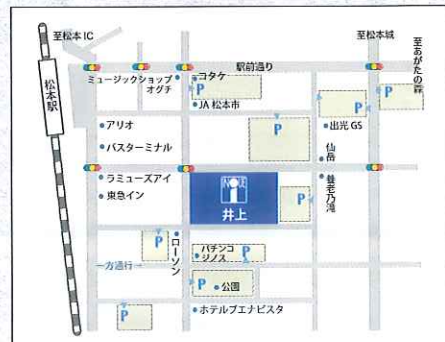 至松本IC
至松本城
駅前通り
至あがたの森
ミュージックショップ
オグチ
コタケ
P
JA 松本市
P
P
松本駅
アリオ
P
出光GS
バスターミナル
仙岳
ラミューズアイ
東急イン
INOUE
井上
P
養老乃滝
P
ローソン
パチンコ
ジノス
P
一方通行→
P
公園
P
ホテルブエナビスタ